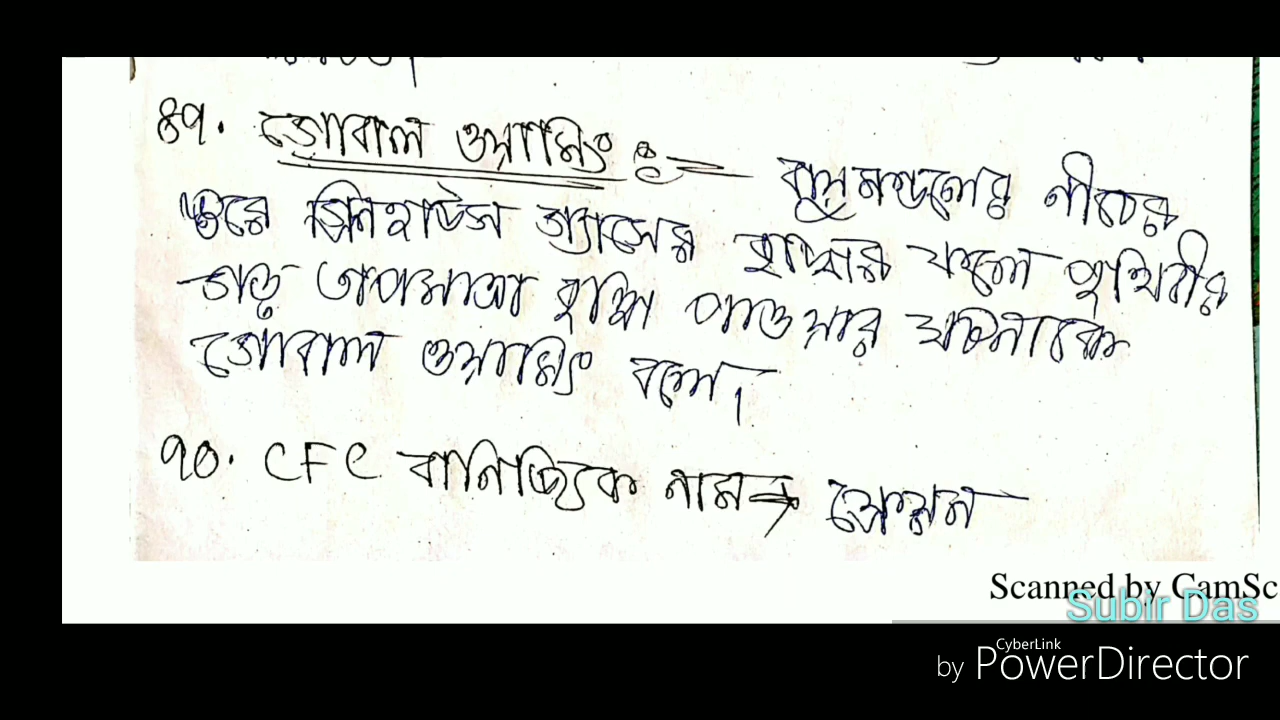 ৪৭. গ্লোবাল ওয়ার্মিং ঃ— বায়ুমণ্ডলের নীচের
স্তরে গ্রিনহাউস গ্যাসের বৃদ্ধির ফলে পৃথিবীর
গড় তাপমাত্রা বৃদ্ধি পাওয়ার ঘটনাকে
গ্লোবাল ওয়ার্মিং বলে।
৭০. CFC বানিজ্যিক নাম → ফ্রেয়ন
Scanned by CamSc
Subir Das
CyberLink
by PowerDirector